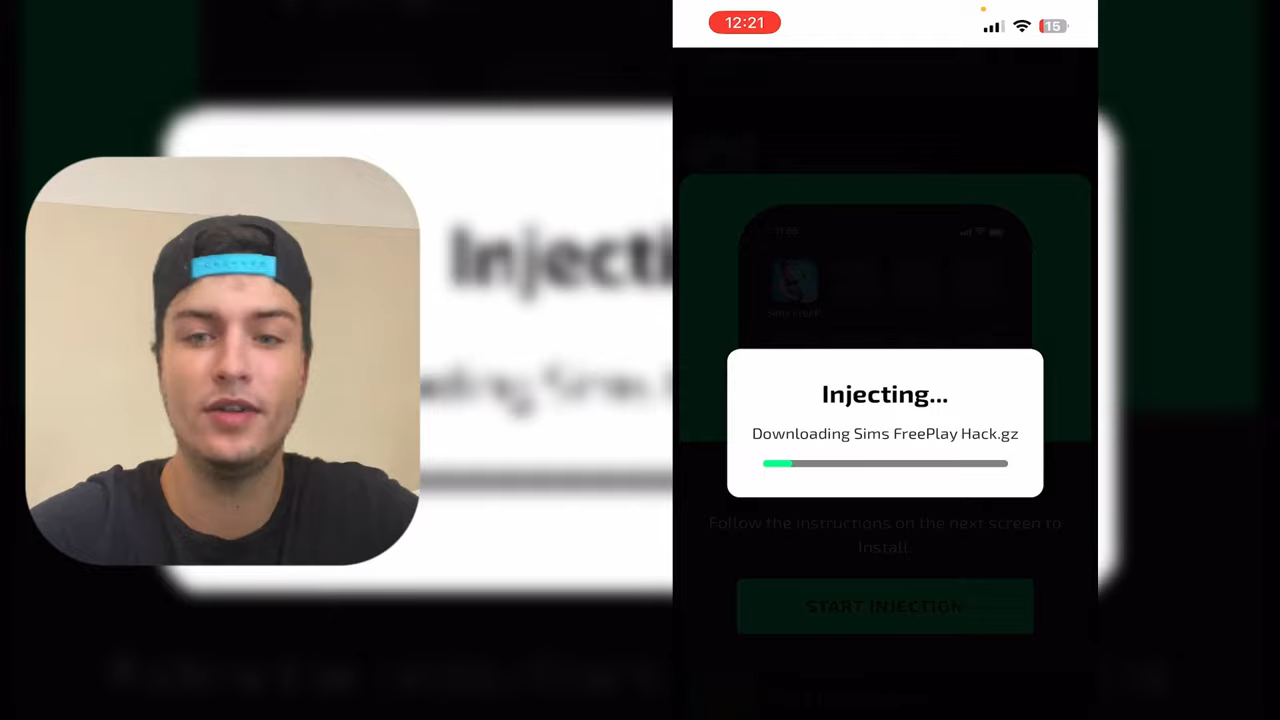 12:21
15
Injecti
Injecting...
Downloading Sims FreePlay Hack.gz
Follow the instructions on the next screen to
Install.
START INJECTION